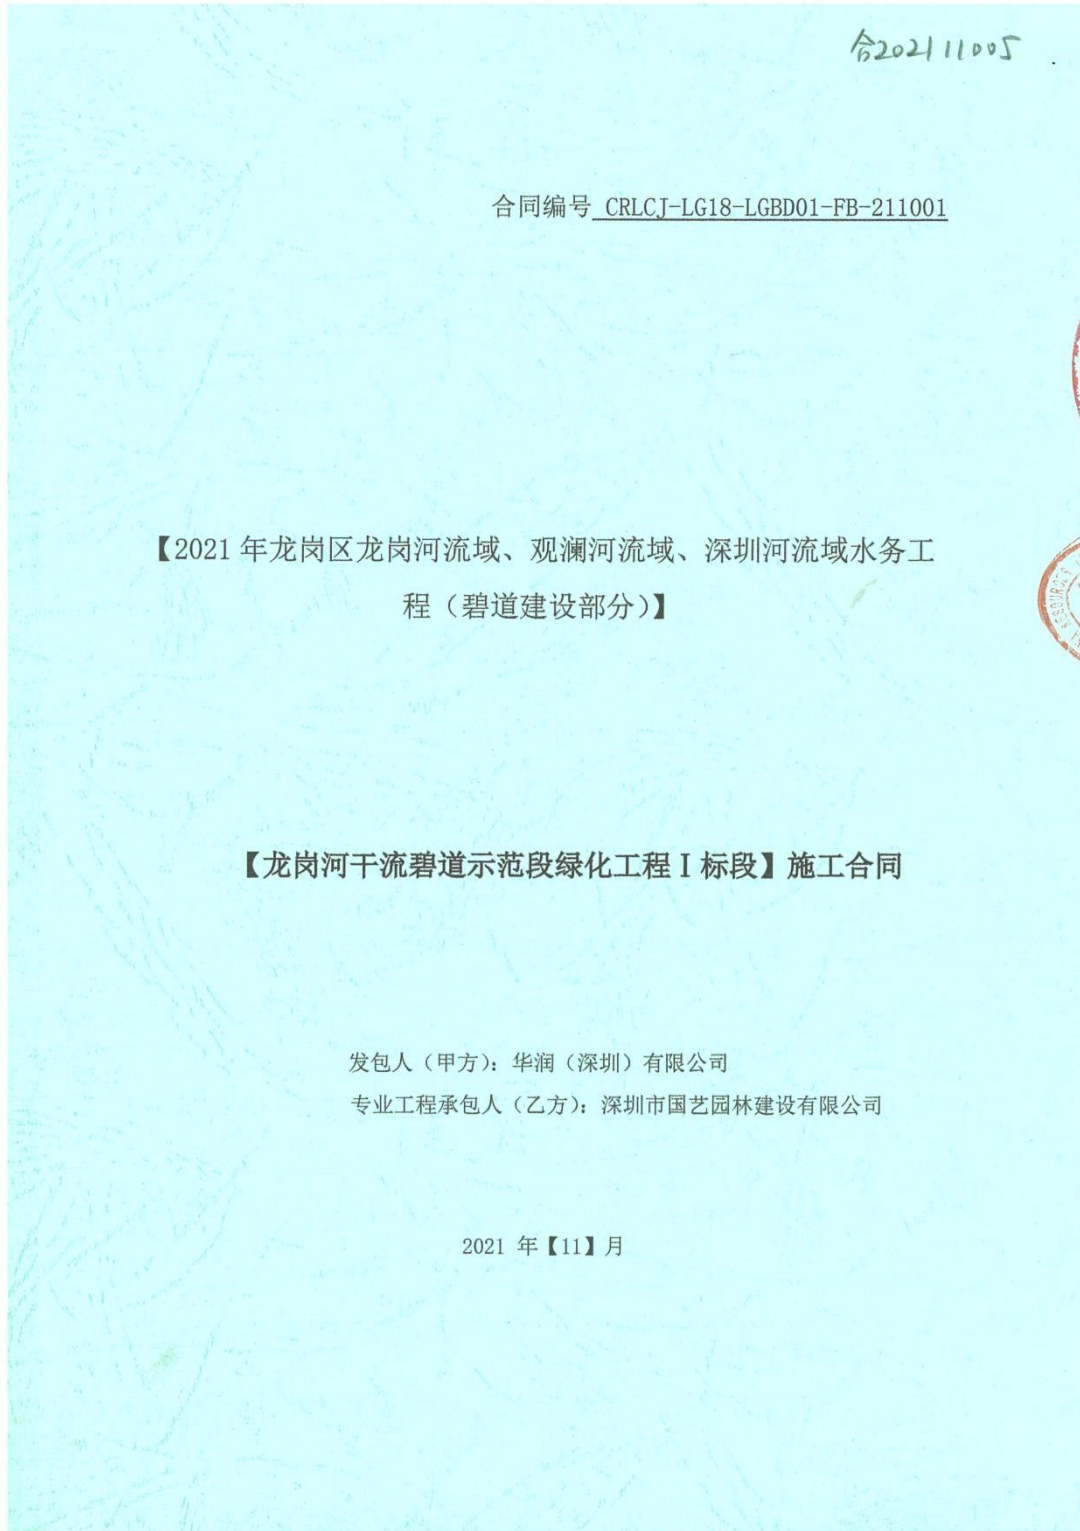 合202111005
合同编号 CRLCJ-LG18-LGBD01-FB-211001
【2021 年龙岗区龙岗河流域、观澜河流域、深圳河流域水务工
程（碧道建设部分）】
RESOURCES
【龙岗河干流碧道示范段绿化工程 I 标段】施工合同
发包人（甲方）：华润（深圳）有限公司
专业工程承包人（乙方）：深圳市国艺园林建设有限公司
2021 年【11】月